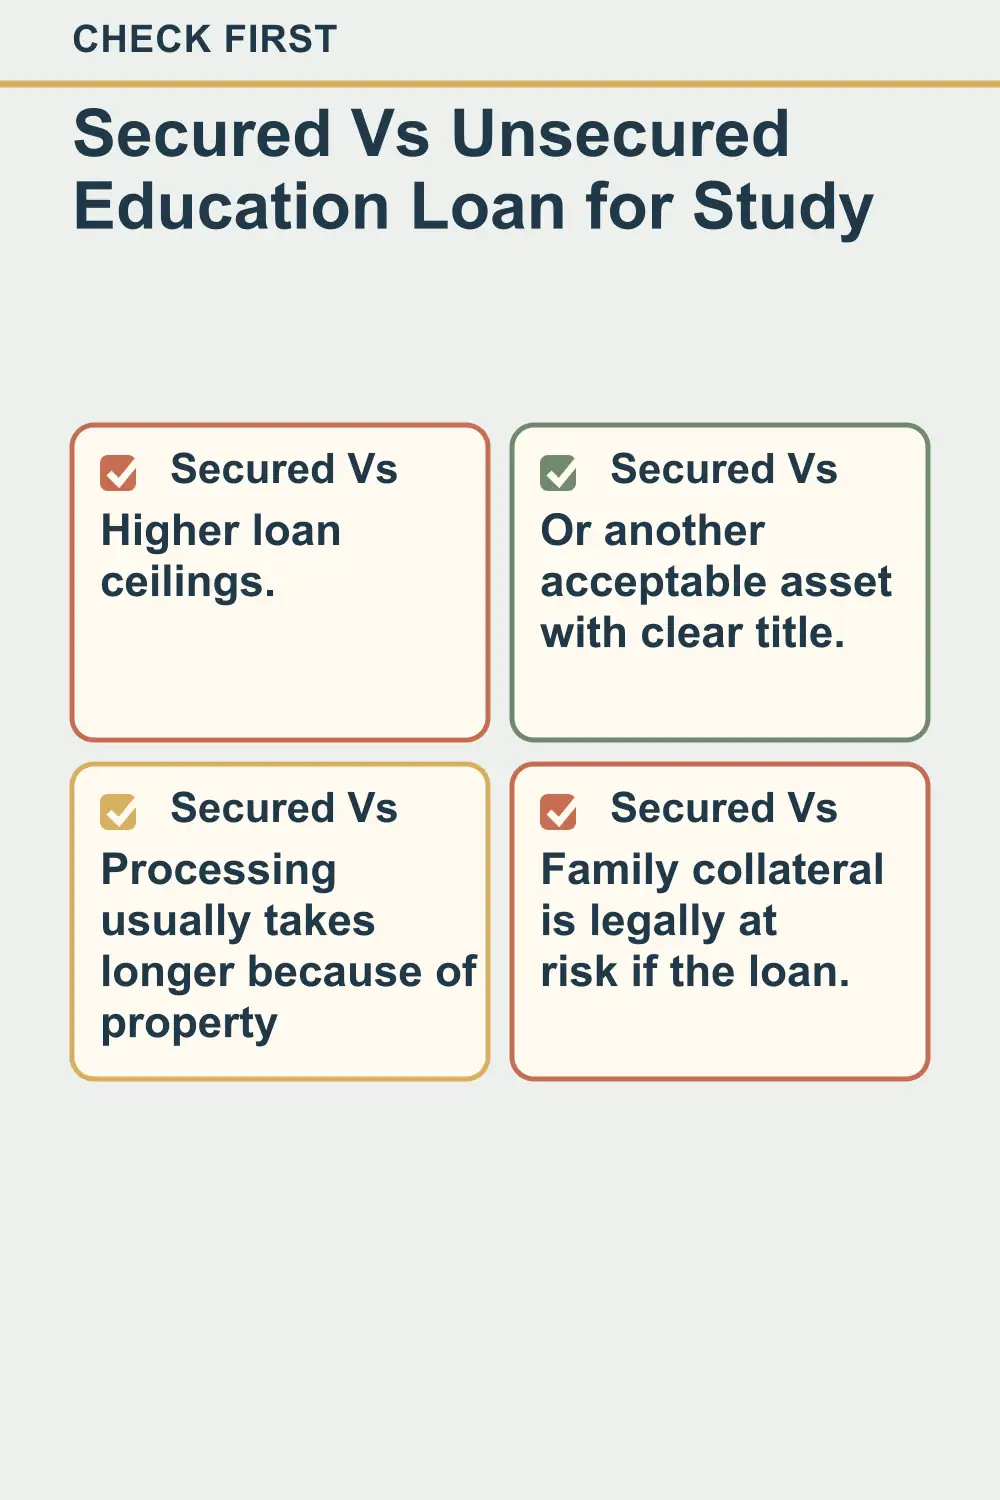 CHECK FIRST
Secured Vs Unsecured
Education Loan for Study
Secured Vs
Higher loan
ceilings.
Secured Vs
Or another
acceptable asset
with clear title.
Secured Vs
Processing
usually takes
longer because of
property
Secured Vs
Family collateral
is legally at
risk if the loan.